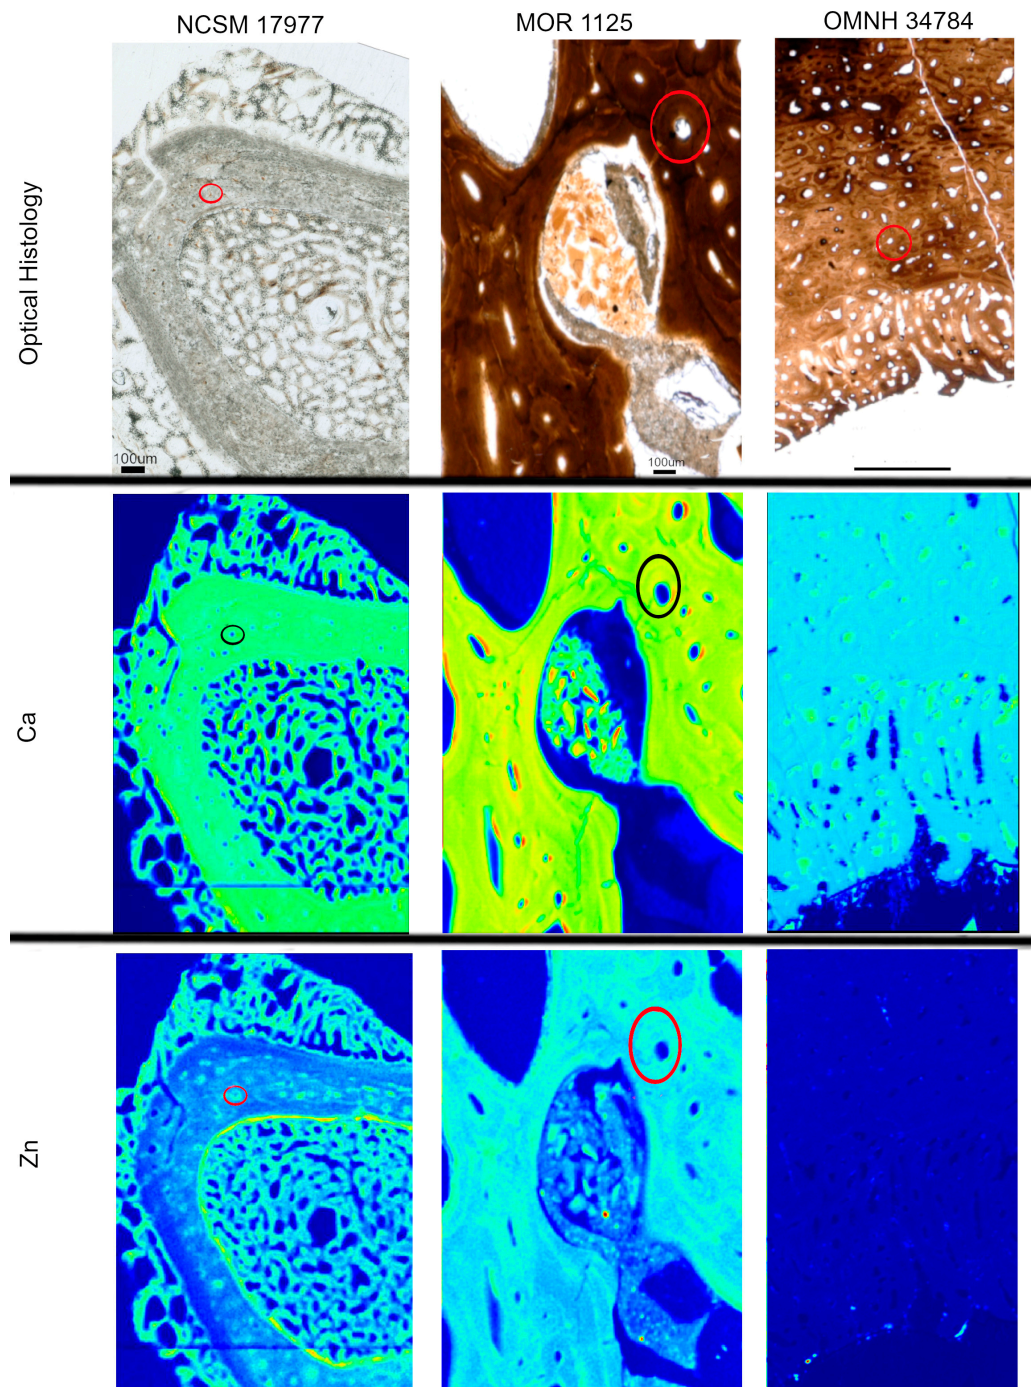 NCSM 17977
MOR 1125
OMNH 34784
Optical Histology
100um
100um
Ca
Zn